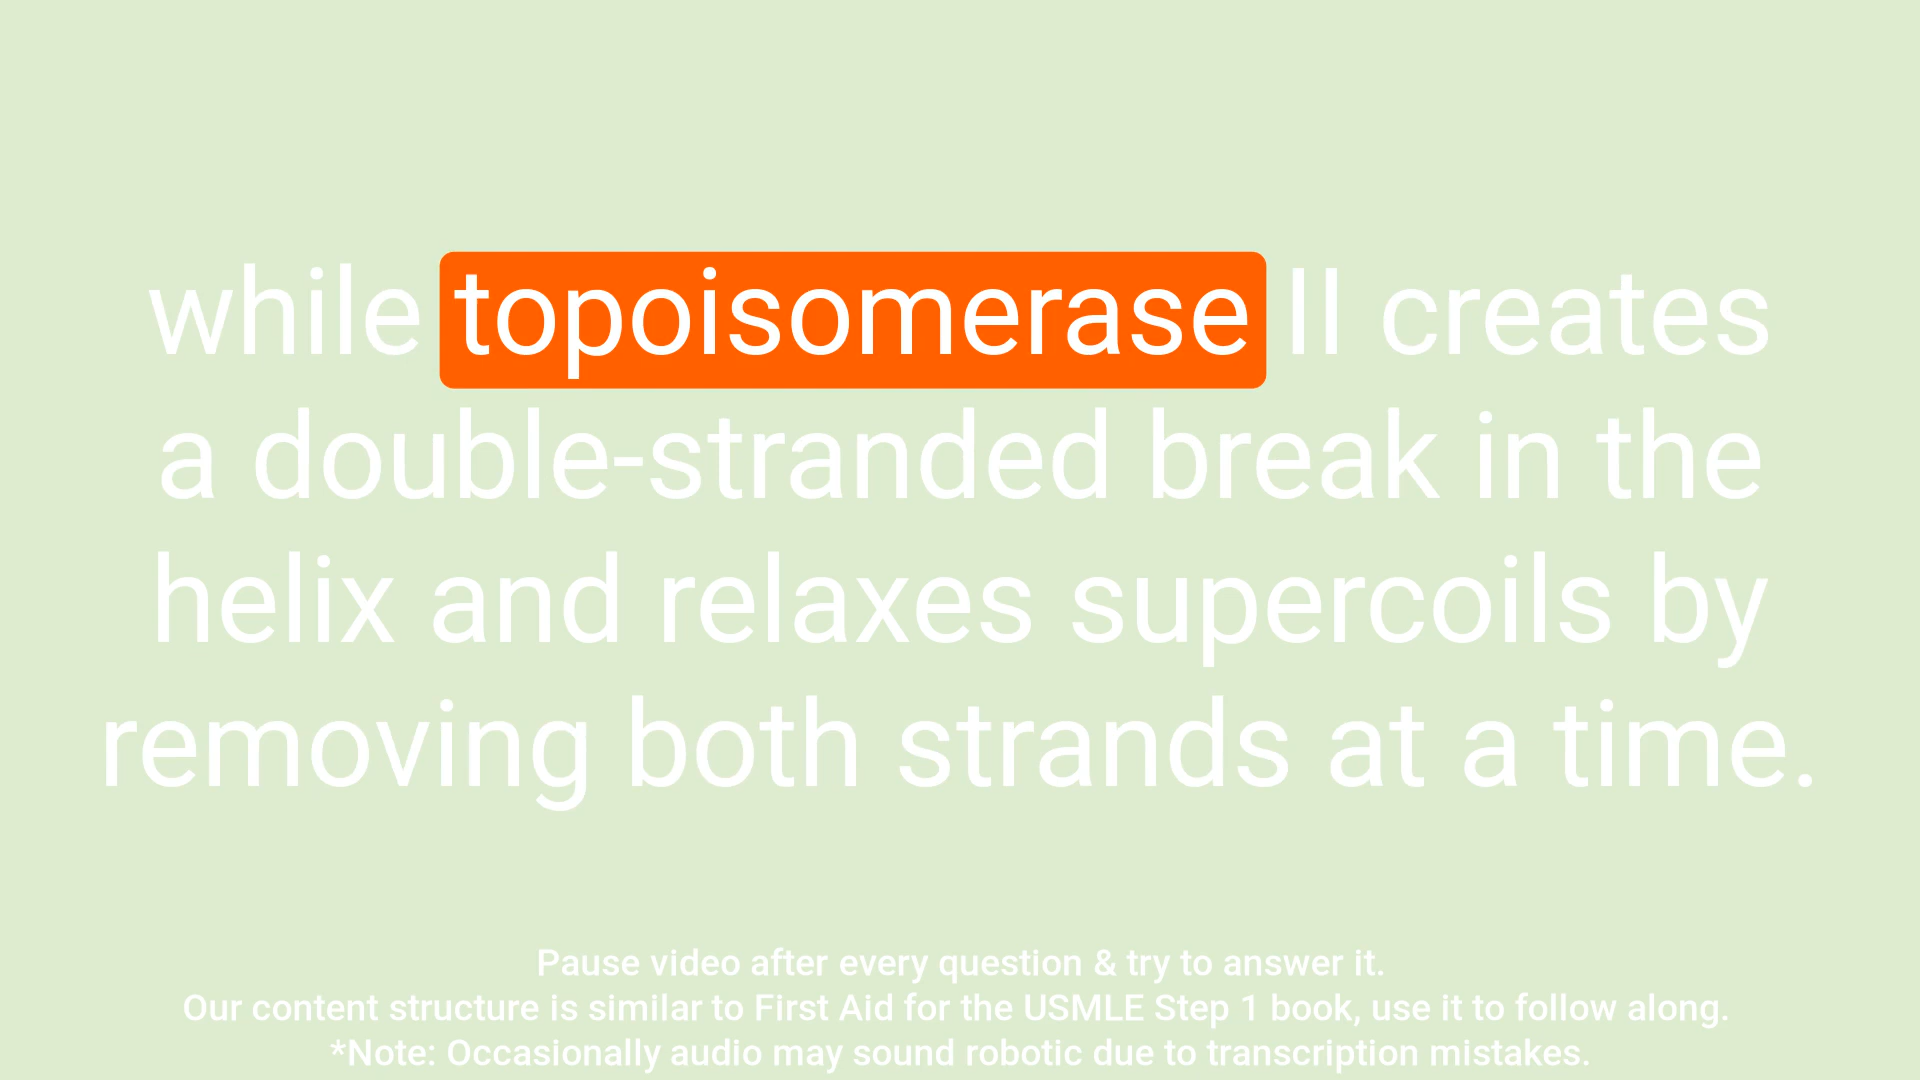 while topoisomerase II creates
a double-stranded break in the
helix and relaxes supercoils by
removing both strands at a time.
Pause video after every question & try to answer it.
Our content structure is similar to First Aid for the USMLE Step 1 book, use it to follow along.
*Note: Occasionally audio may sound robotic due to transcription mistakes.